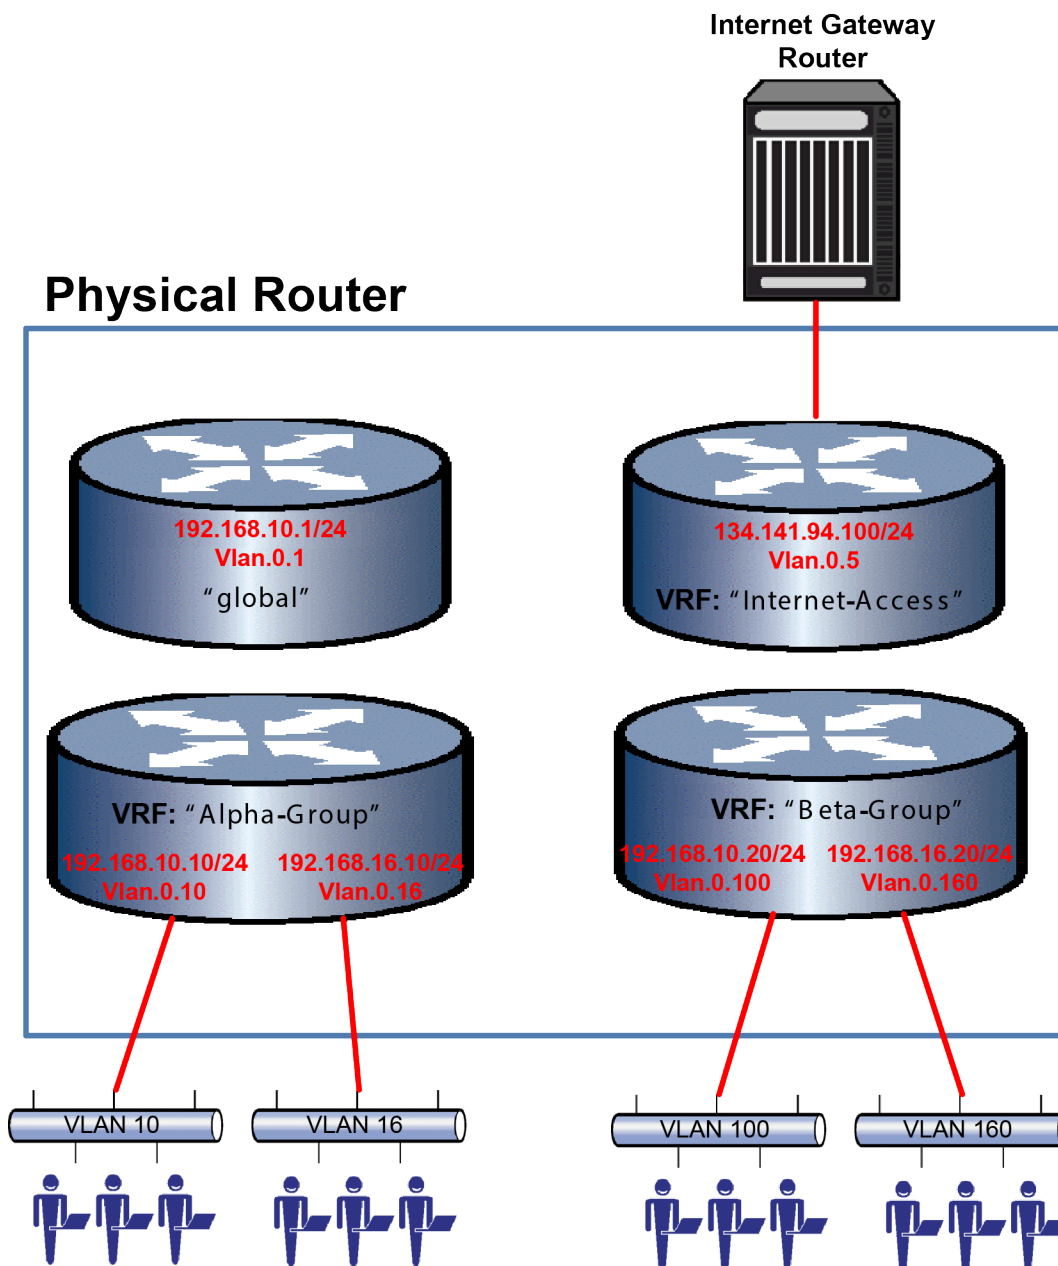 Internet Gateway
Router
Physical Router
192.168.10.1/24
Vlan.0.1
“global”
134.141.94.100/24
Vlan.0.5
VRF: “Internet-Access”
VRF: “Alpha-Group”
192.168.10.10/24
Vlan.0.10
192.168.16.10/24
Vlan.0.16
VRF: “Beta-Group”
192.168.10.20/24
Vlan.0.100
192.168.16.20/24
Vlan.0.160
VLAN 10
VLAN 16
VLAN 100
VLAN 160